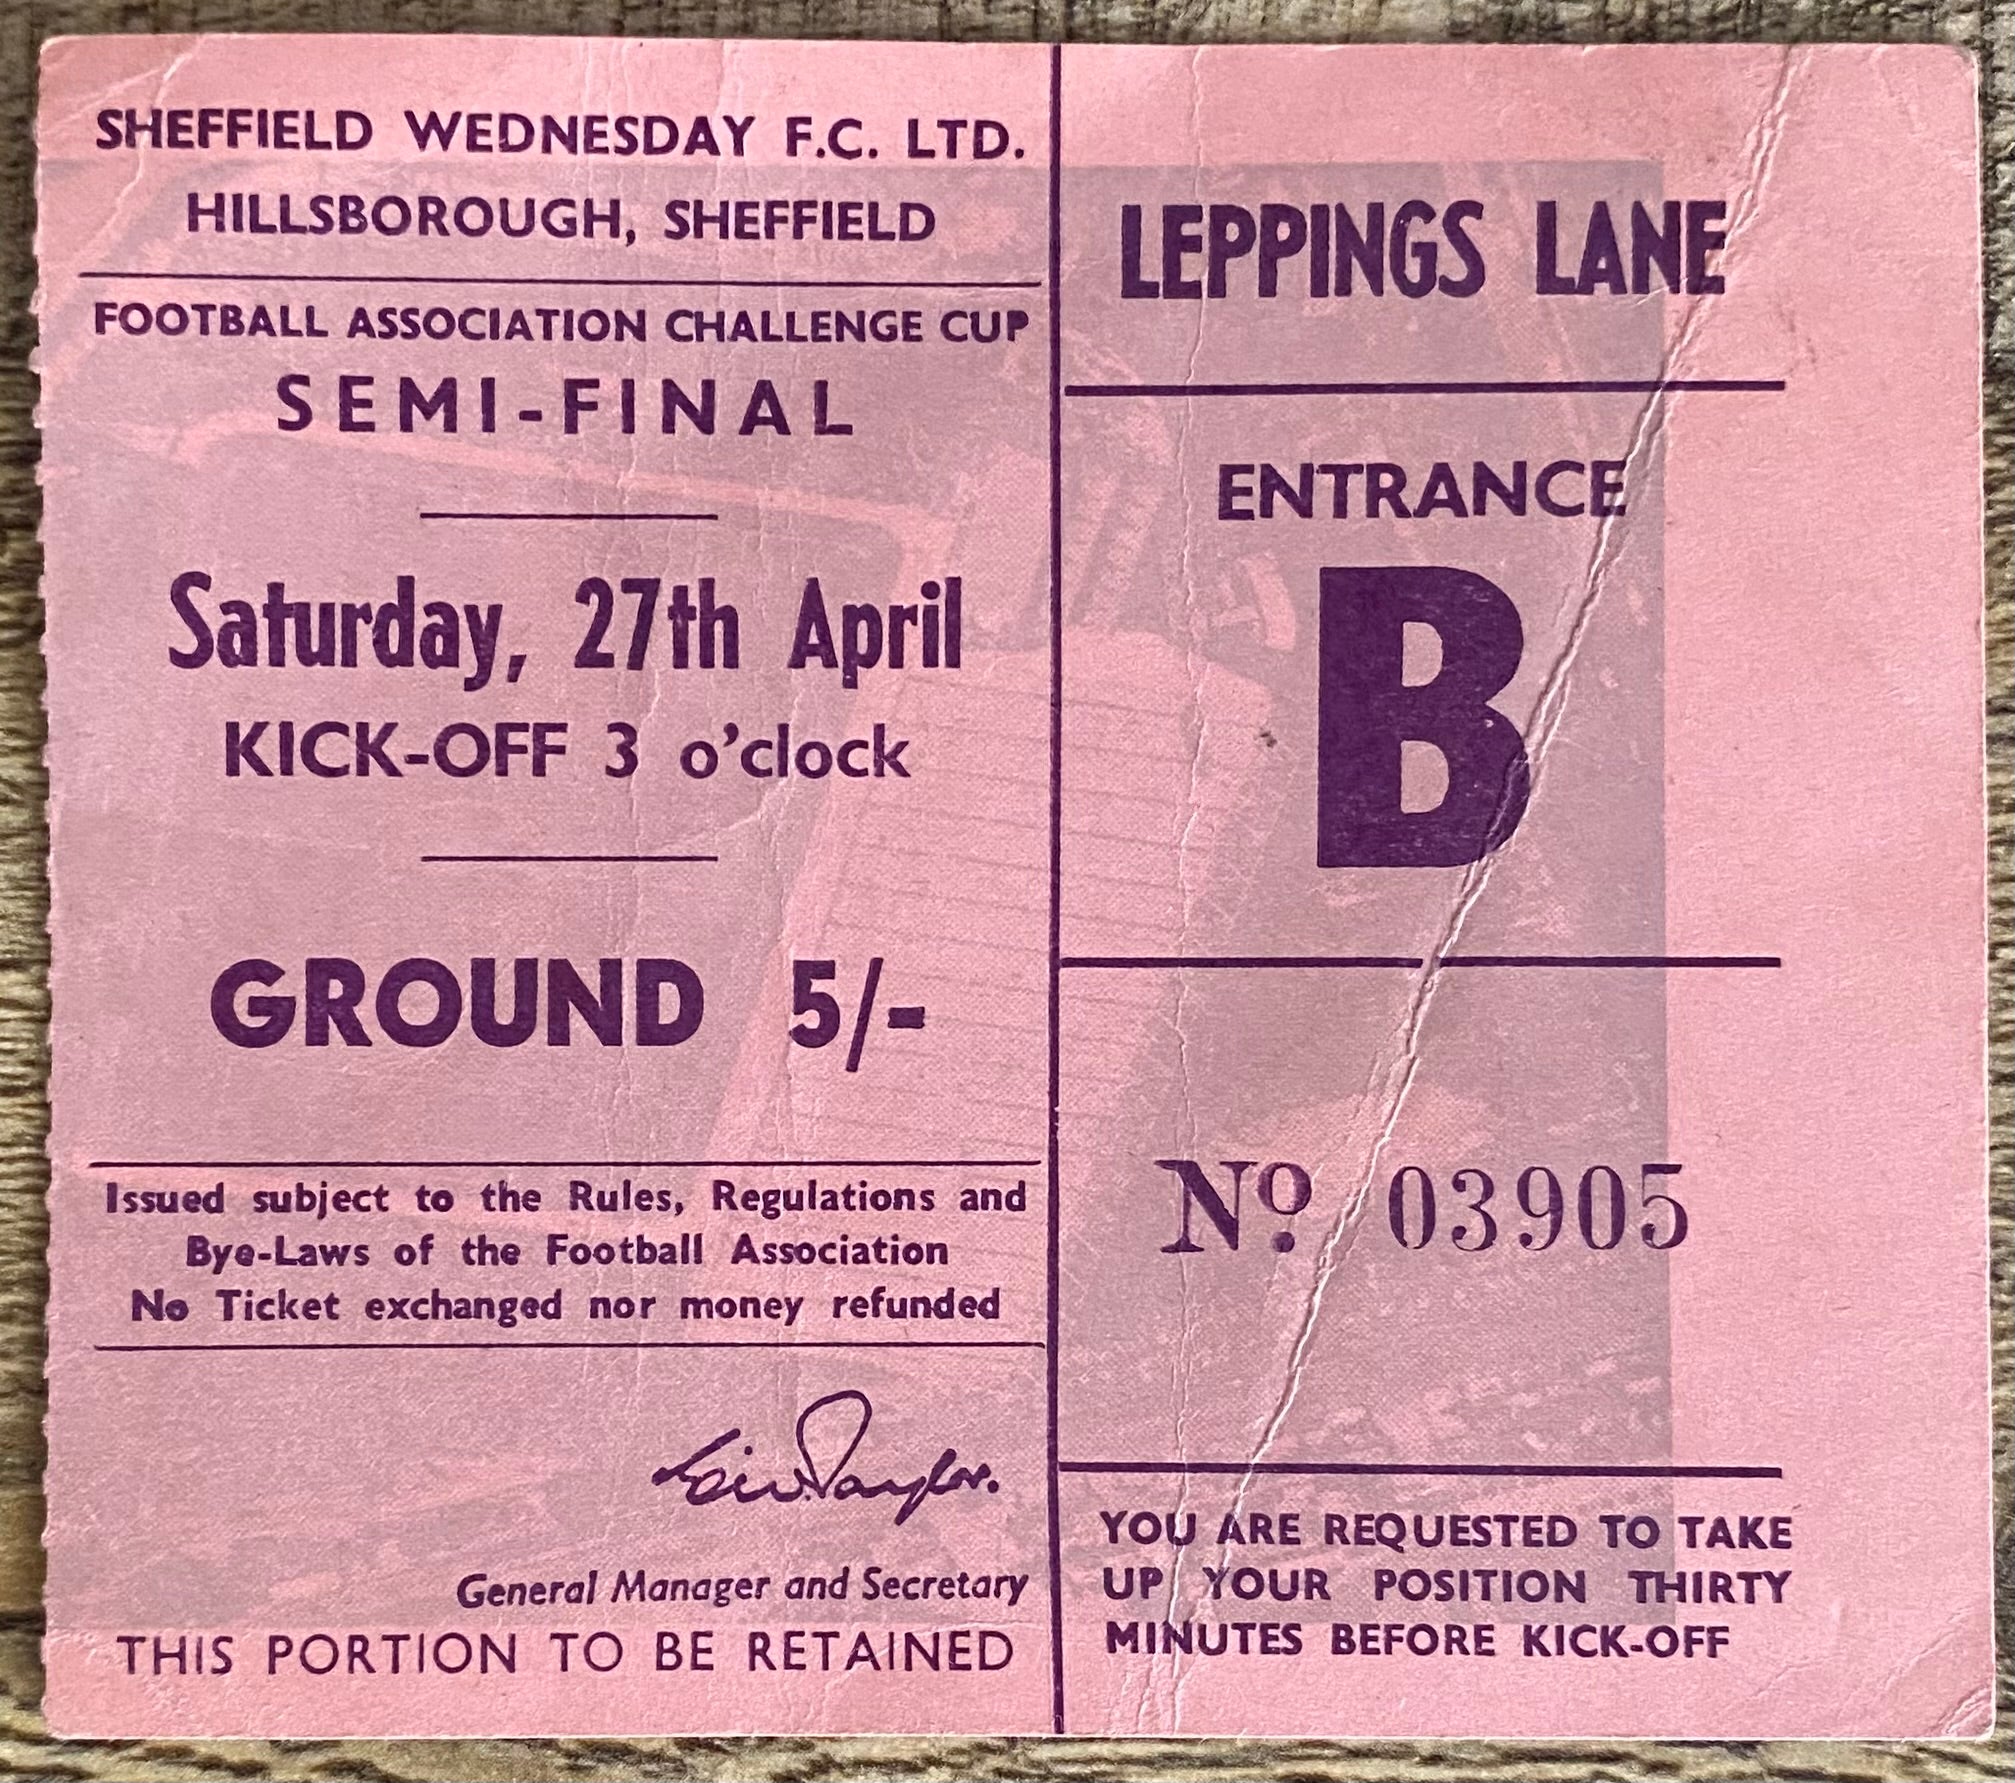 SHEFFIELD WEDNESDAY F.C. LTD.
HILLSBOROUGH, SHEFFIELD
FOOTBALL ASSOCIATION CHALLENGE CUP
SEMI-FINAL
Saturday, 27th April
KICK-OFF 3 o'clock
GROUND 5/-
Issued subject to the Rules, Regulations and
Bye-Laws of the Football Association
No Ticket exchanged nor money refunded
Eric Taylor.
General Manager and Secretary
THIS PORTION TO BE RETAINED
LEPPINGS LANE
ENTRANCE
B
Nº. 03905
YOU ARE REQUESTED TO TAKE
UP YOUR POSITION THIRTY
MINUTES BEFORE KICK-OFF